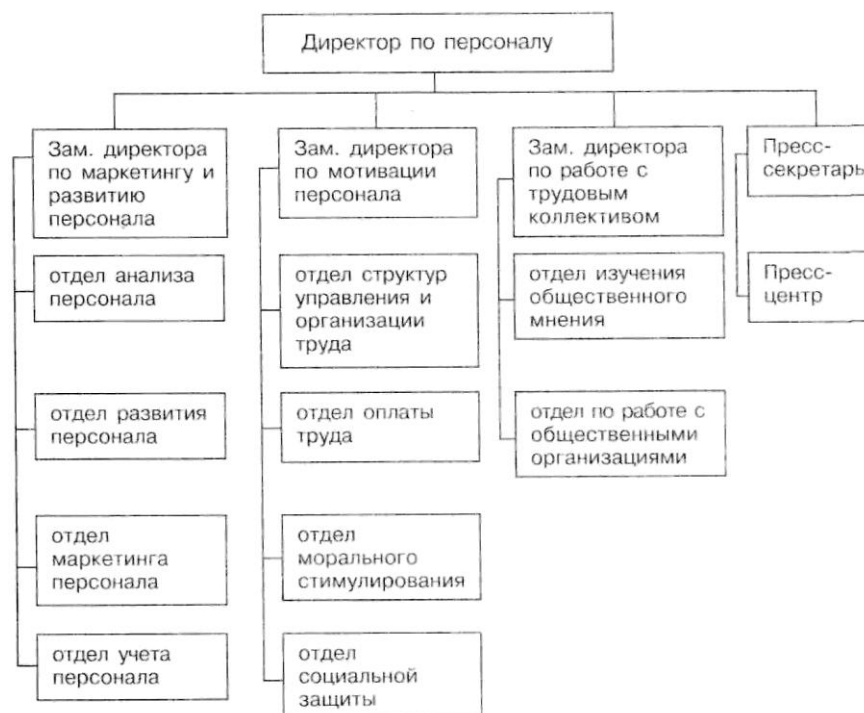 Директор по персоналу
Зам. директора
по маркетингу и
развитию
персонала
отдел анализа
персонала
отдел развития
персонала
отдел
маркетинга
персонала
отдел учета
персонала
Зам. директора
по мотивации
персонала
отдел структур
управления и
организации
труда
отдел оплаты
труда
отдел
морального
стимулирования
отдел
социальной
защиты
Зам. директора
по работе с
трудовым
коллективом
отдел изучения
общественного
мнения
отдел по работе с
общественными
организациями
Пресс-
секретарь
Пресс-
центр